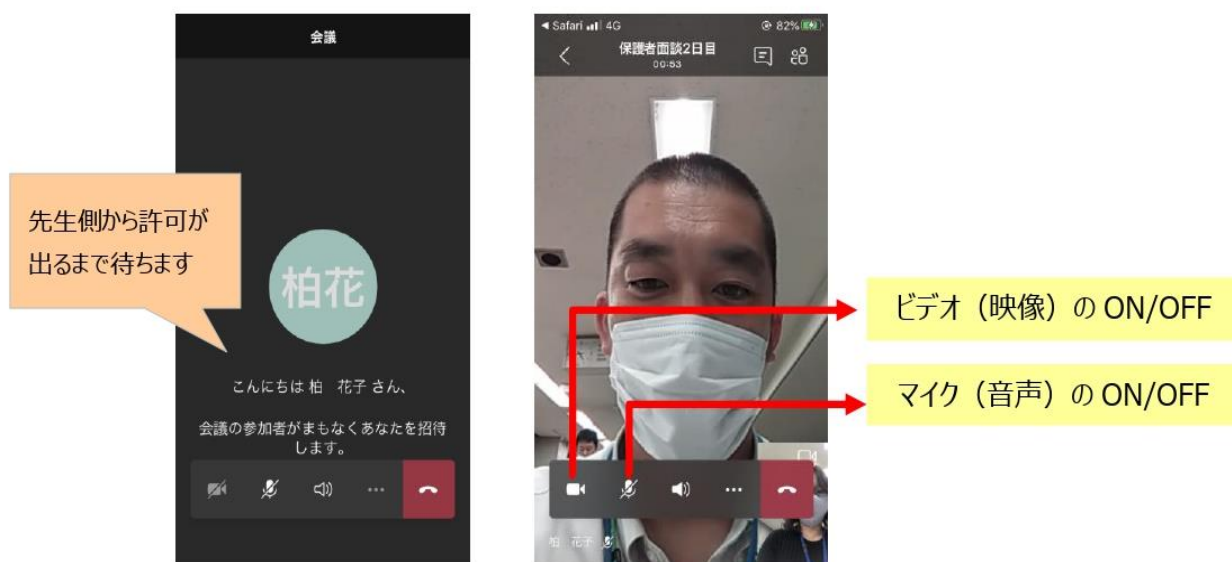 会議
先生側から許可が
出るまで待ちます
柏花
こんにちは 柏 花子 さん、
会議の参加者がまもなくあなたを招待
します。
Safari 4G
82%
保護者面談2日目
00:53
柏 花子
ビデオ（映像）の ON/OFF
マイク（音声）の ON/OFF